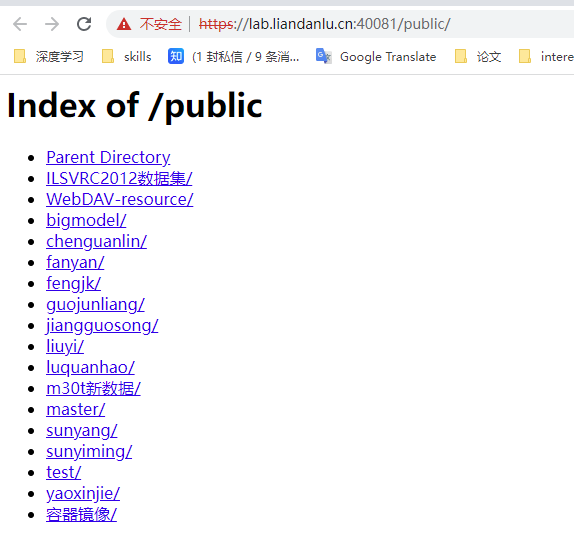 不安全 | https://lab.liandanlu.cn:40081/public/
深度学习 skills 知 (1 封私信 / 9 条消... Google Translate 论文 intere
Index of /public
Parent Directory
ILSVRC2012数据集/
WebDAV-resource/
bigmodel/
chenguanlin/
fanyan/
fengjk/
guojunliang/
jiangguosong/
liuyi/
luquanhao/
m30t新数据/
master/
sunyang/
sunyiming/
test/
yaoxinjie/
容器镜像/